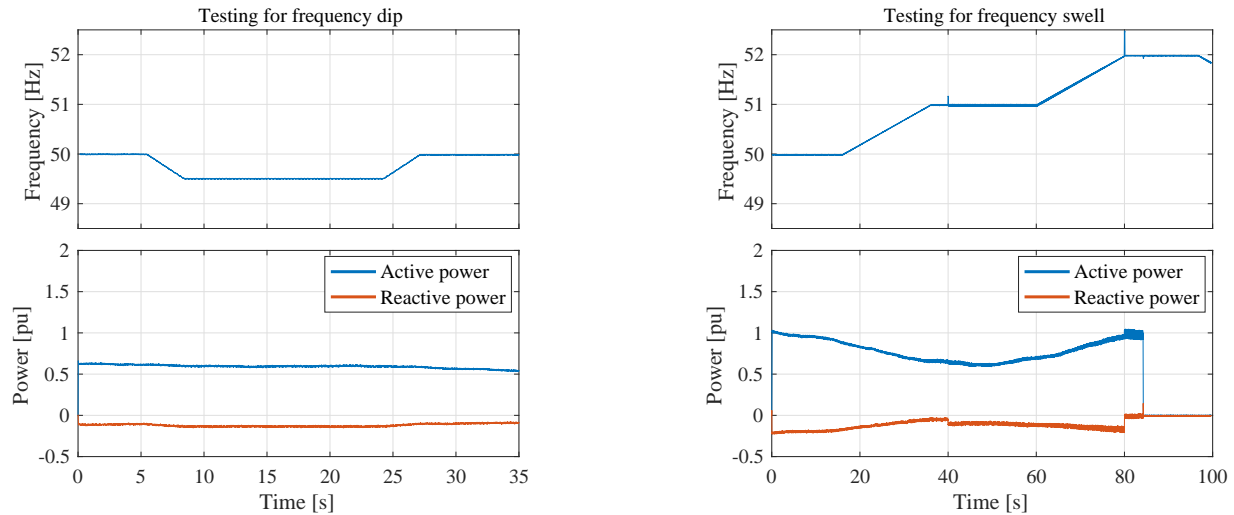 Testing for frequency dip
Frequency [Hz]
52
51
50
49
Power [pu]
2
1.5
1
0.5
0
-0.5
Active power
Reactive power
0 5 10 15 20 25 30 35
Time [s]
Testing for frequency swell
Frequency [Hz]
52
51
50
49
Power [pu]
2
1.5
1
0.5
0
-0.5
Active power
Reactive power
0 20 40 60 80 100
Time [s]